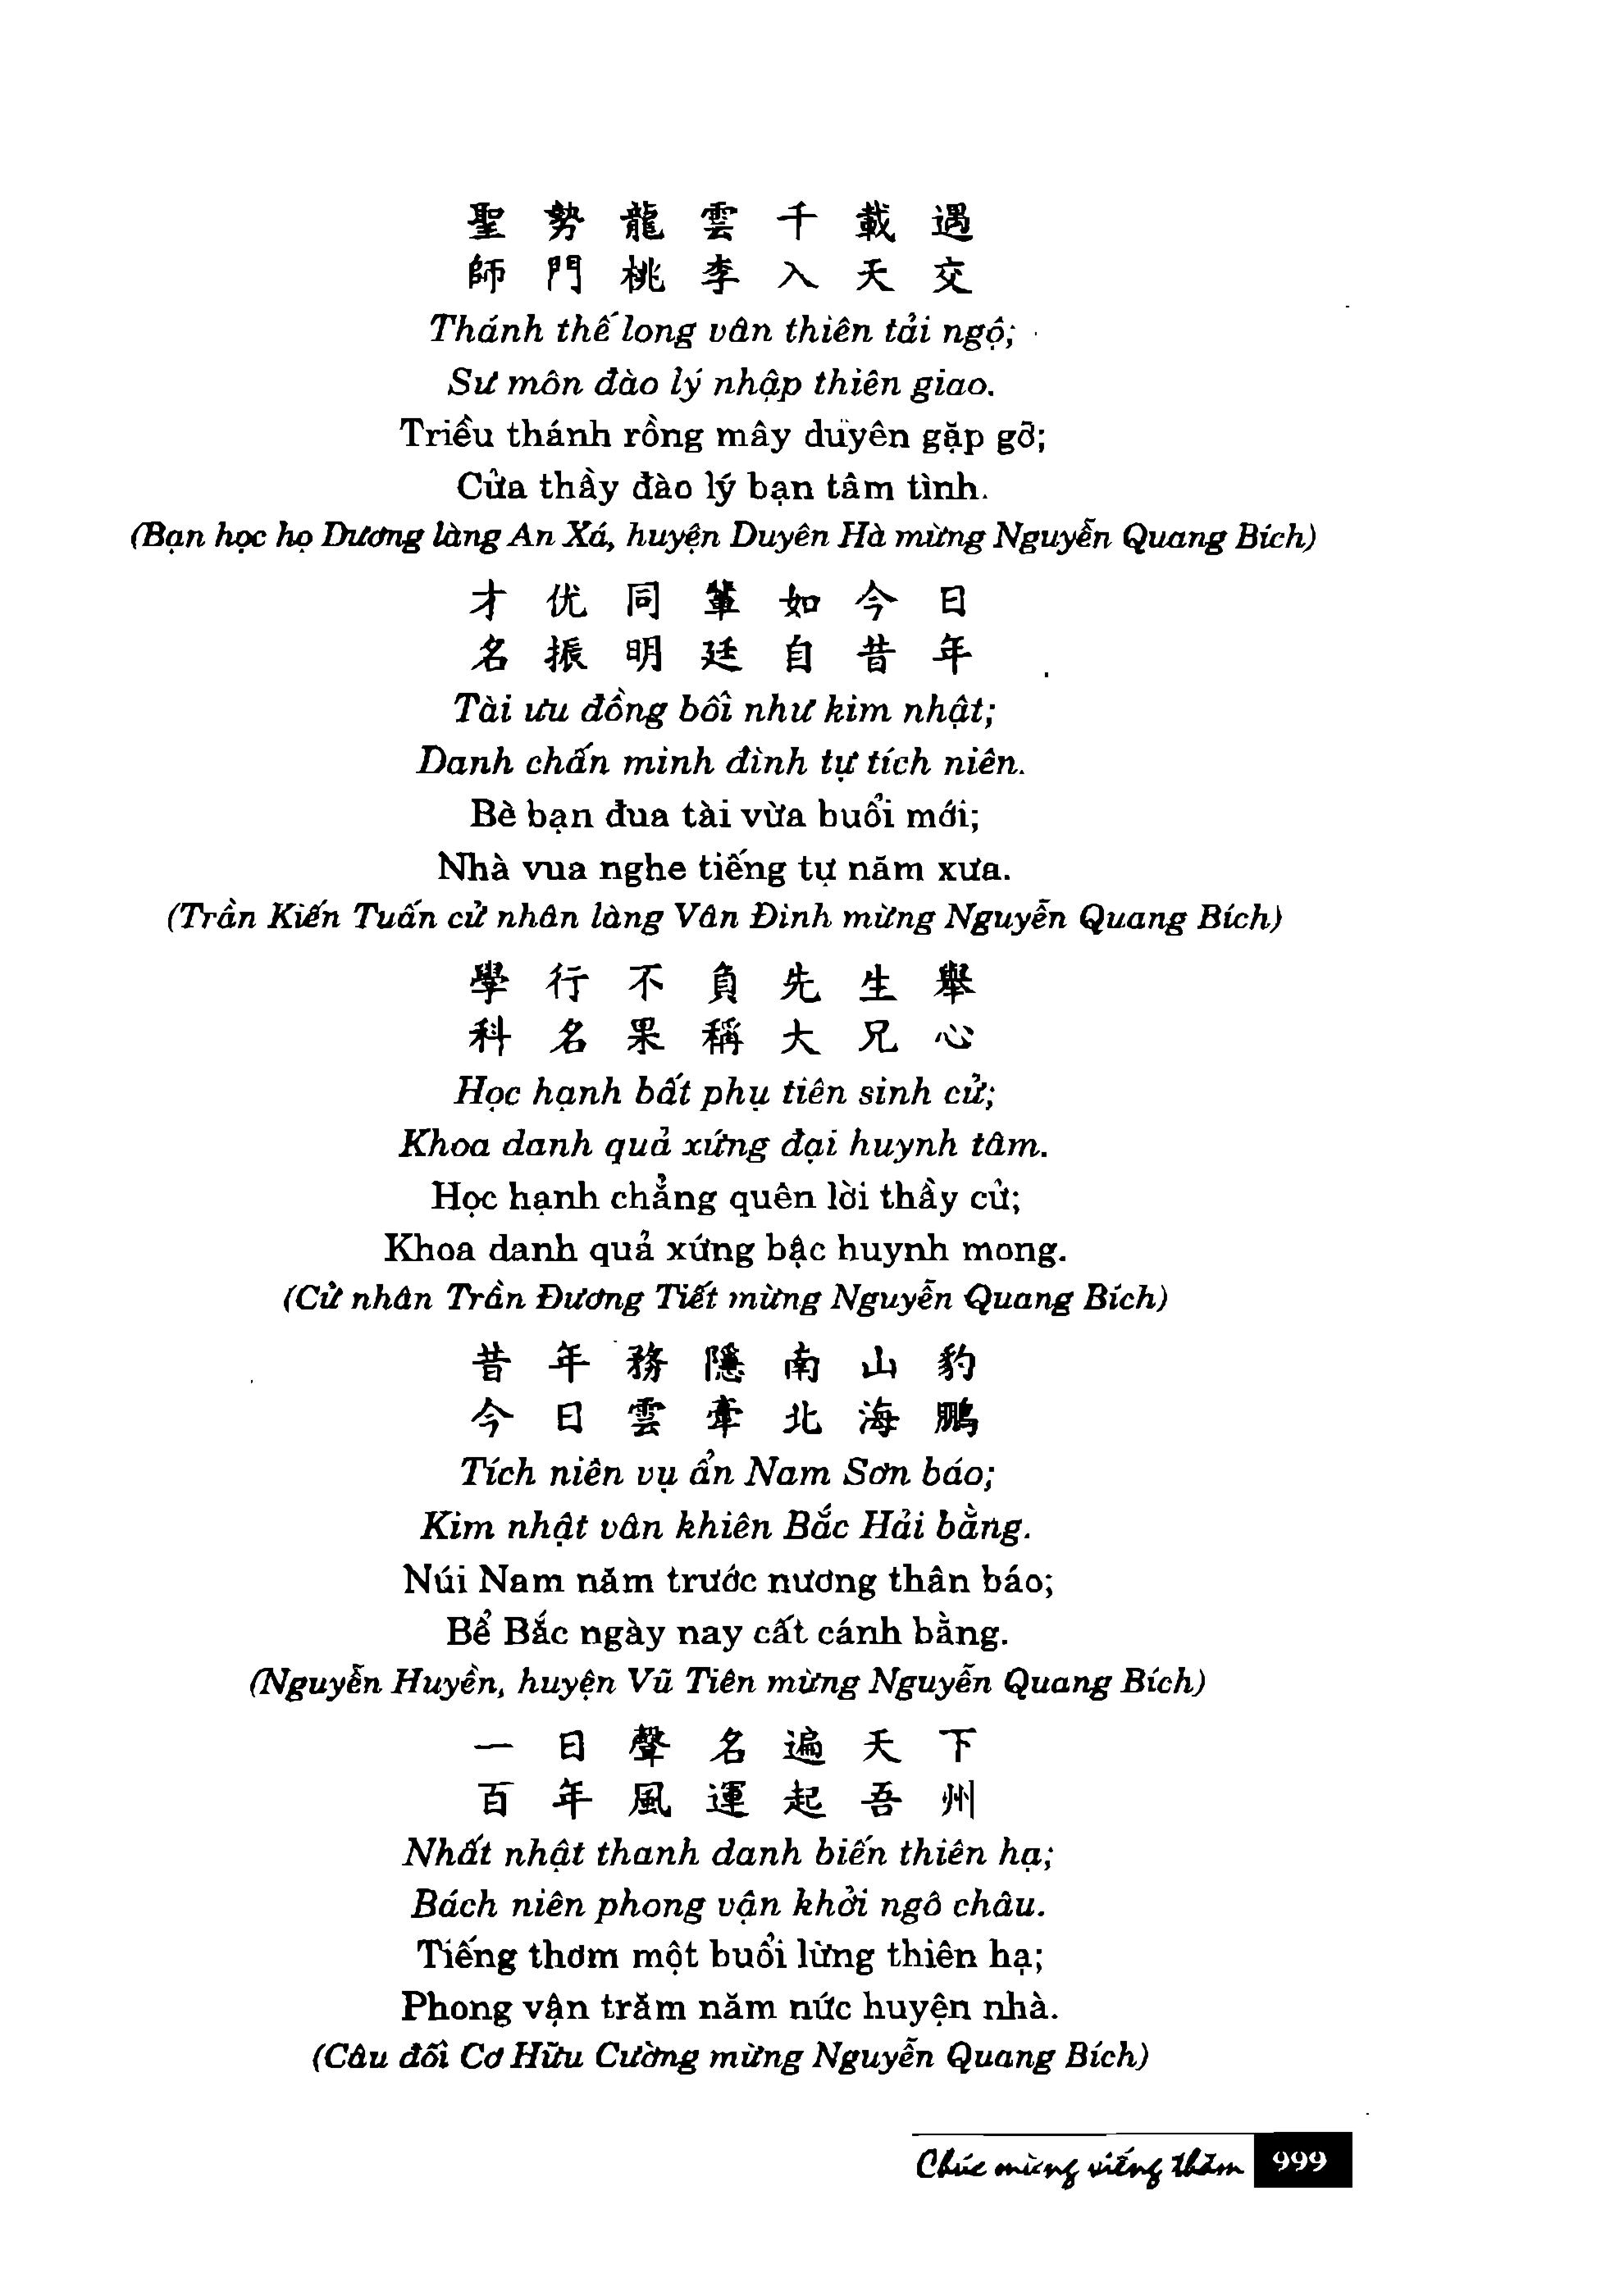 聖勢龍雲千載遇
師門桃李入天交
Thánh thế long vân thiên tải ngộ;
Sư môn đào lý nhập thiên giao.
Triều thánh rồng mây duyên gặp gỡ;
Cửa thầy đào lý bạn tâm tình.
(Bạn học họ Dương làng An Xá, huyện Duyên Hà mừng Nguyễn Quang Bích)
才优同輩如今日
名振明廷自昔年
Tài ưu đồng bối như kim nhật;
Danh chấn minh đình tự tích niên.
Bè bạn đua tài vừa buổi mới;
Nhà vua nghe tiếng tự năm xưa.
(Trần Kiến Tuấn cử nhân làng Vân Đình mừng Nguyễn Quang Bích)
學行不負先生舉
科名果稱大兄心
Học hạnh bất phụ tiên sinh cử;
Khoa danh quả xứng đại huynh tâm.
Học hạnh chẳng quên lời thầy cử;
Khoa danh quả xứng bậc huynh mong.
(Cử nhân Trần Đương Tiết mừng Nguyễn Quang Bích)
昔年務隱南山豹
今日雲牽北海鵬
Tích niên vụ ẩn Nam Sơn báo;
Kim nhật vân khiên Bắc Hải bằng.
Núi Nam năm trước nương thân báo;
Bể Bắc ngày nay cất cánh bằng.
(Nguyễn Huyền, huyện Vũ Tiên mừng Nguyễn Quang Bích)
一日聲名遍天下
百年風運起吾州
Nhất nhật thanh danh biến thiên hạ;
Bách niên phong vận khởi ngô châu.
Tiếng thơm một buổi lừng thiên hạ;
Phong vận trăm năm nức huyện nhà.
(Câu đối Cơ Hữu Cường mừng Nguyễn Quang Bích)
Chúc mừng viếng thăm 999